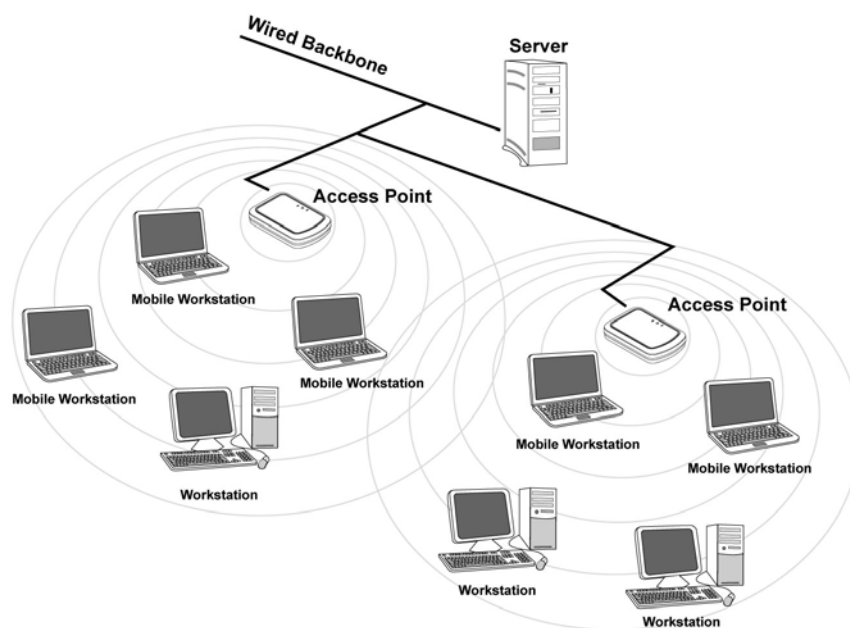 Wired Backbone
Server
Access Point
Mobile Workstation
Mobile Workstation
Mobile Workstation
Workstation
Access Point
Mobile Workstation
Mobile Workstation
Workstation
Workstation